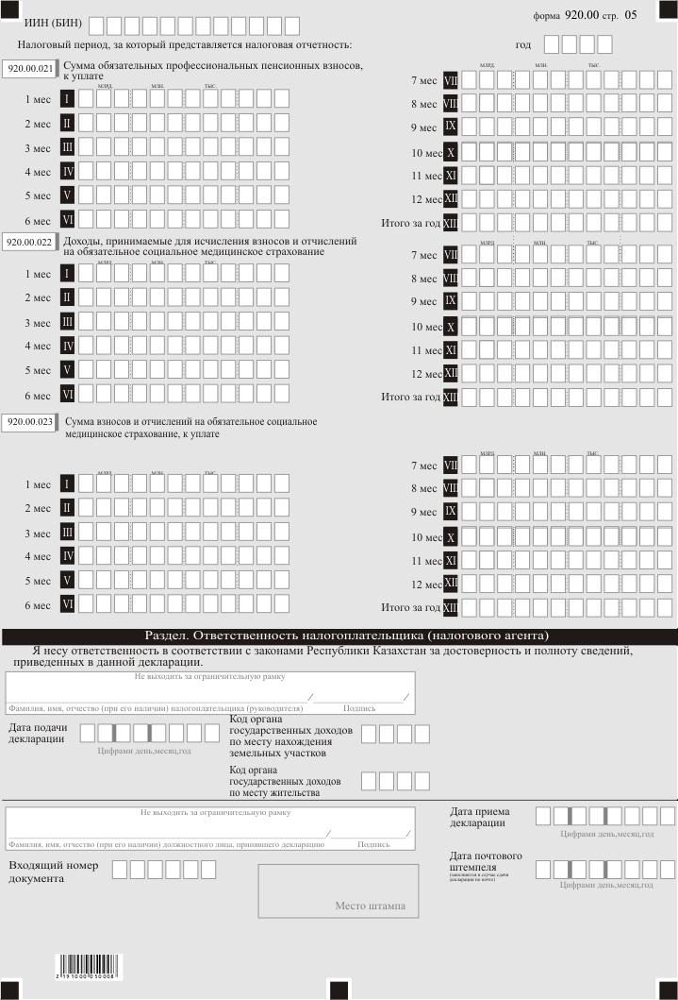 форма 920.00 стр. 05
ИИН (БИН)
Налоговый период, за который представляется налоговая отчетность:
год
920.00.021 Сумма обязательных профессиональных пенсионных взносов,
к уплате
МЛРД. МЛН. ТЫС.
1 мес I
2 мес II
3 мес III
4 мес IV
5 мес V
6 мес VI
МЛРД. МЛН. ТЫС.
7 мес VII
8 мес VIII
9 мес IX
10 мес X
11 мес XI
12 мес XII
Итого за год XIII
920.00.022 Доходы, принимаемые для исчисления взносов и отчислений
на обязательное социальное медицинское страхование
МЛРД. МЛН. ТЫС.
1 мес I
2 мес II
3 мес III
4 мес IV
5 мес V
6 мес VI
МЛРД. МЛН. ТЫС.
7 мес VII
8 мес VIII
9 мес IX
10 мес X
11 мес XI
12 мес XII
Итого за год XIII
920.00.023 Сумма взносов и отчислений на обязательное социальное
медицинское страхование, к уплате
МЛРД. МЛН. ТЫС.
1 мес I
2 мес II
3 мес III
4 мес IV
5 мес V
6 мес VI
МЛРД. МЛН. ТЫС.
7 мес VII
8 мес VIII
9 мес IX
10 мес X
11 мес XI
12 мес XII
Итого за год XIII
Раздел. Ответственность налогоплательщика (налогового агента)
Я несу ответственность в соответствии с законами Республики Казахстан за достоверность и полноту сведений,
приведенных в данной декларации.
Не выходить за ограничительную рамку
/ /
Фамилия, имя, отчество (при его наличии) налогоплательщика (руководителя) Подпись
Дата подачи
декларации
Цифрами день,месяц,год
Код органа
государственных доходов
по месту нахождения
земельных участков
Код органа
государственных доходов
по месту жительства
Не выходить за ограничительную рамку
/ /
Фамилия, имя, отчество (при его наличии) должностного лица, принявшего декларацию Подпись
Дата приема
декларации
Цифрами день,месяц,год
Входящий номер
документа
Место штампа
Дата почтового
штемпеля
(заполняется в случае сдачи
декларации по почте)
Цифрами день,месяц,год
2 191000 050008